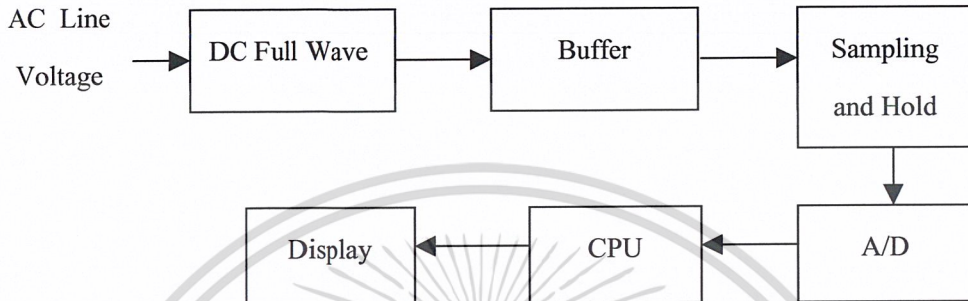 AC Line
Voltage
DC Full Wave
Buffer
Sampling
and Hold
A/D
CPU
Display